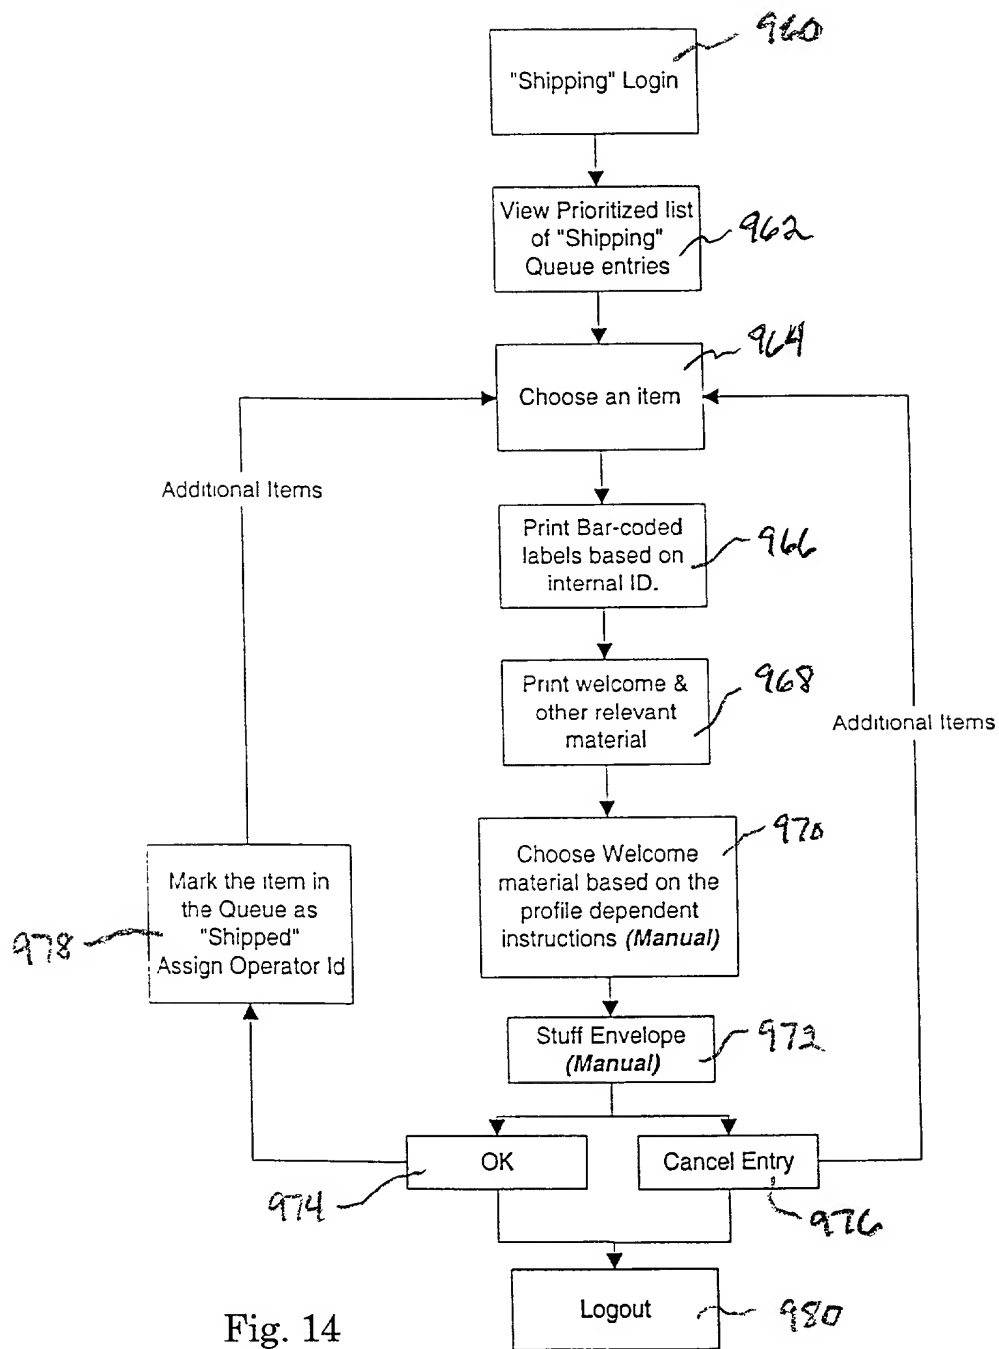 960
"Shipping" Login
View Prioritized list
of "Shipping"
Queue entries
962
964
Choose an item
Additional Items
Print Bar-coded
labels based on
internal ID.
966
Print welcome &
other relevant
material
968
Additional Items
970
Choose Welcome
material based on the
profile dependent
instructions (Manual)
Mark the item in
the Queue as
"Shipped"
Assign Operator Id
978
Stuff Envelope
(Manual)
972
OK
Cancel Entry
974
976
Logout
980
Fig. 14